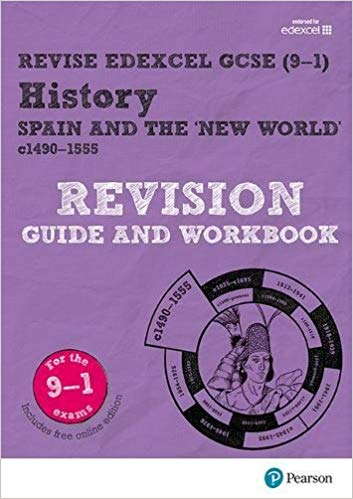 endorsed for
edexcel
REVISE EDEXCEL GCSE (9–1)
History
SPAIN AND THE 'NEW WORLD'
c1490–1555
REVISION
GUIDE AND WORKBOOK
c1490–1555
For the
9–1
exams
Includes free online edition
Pearson